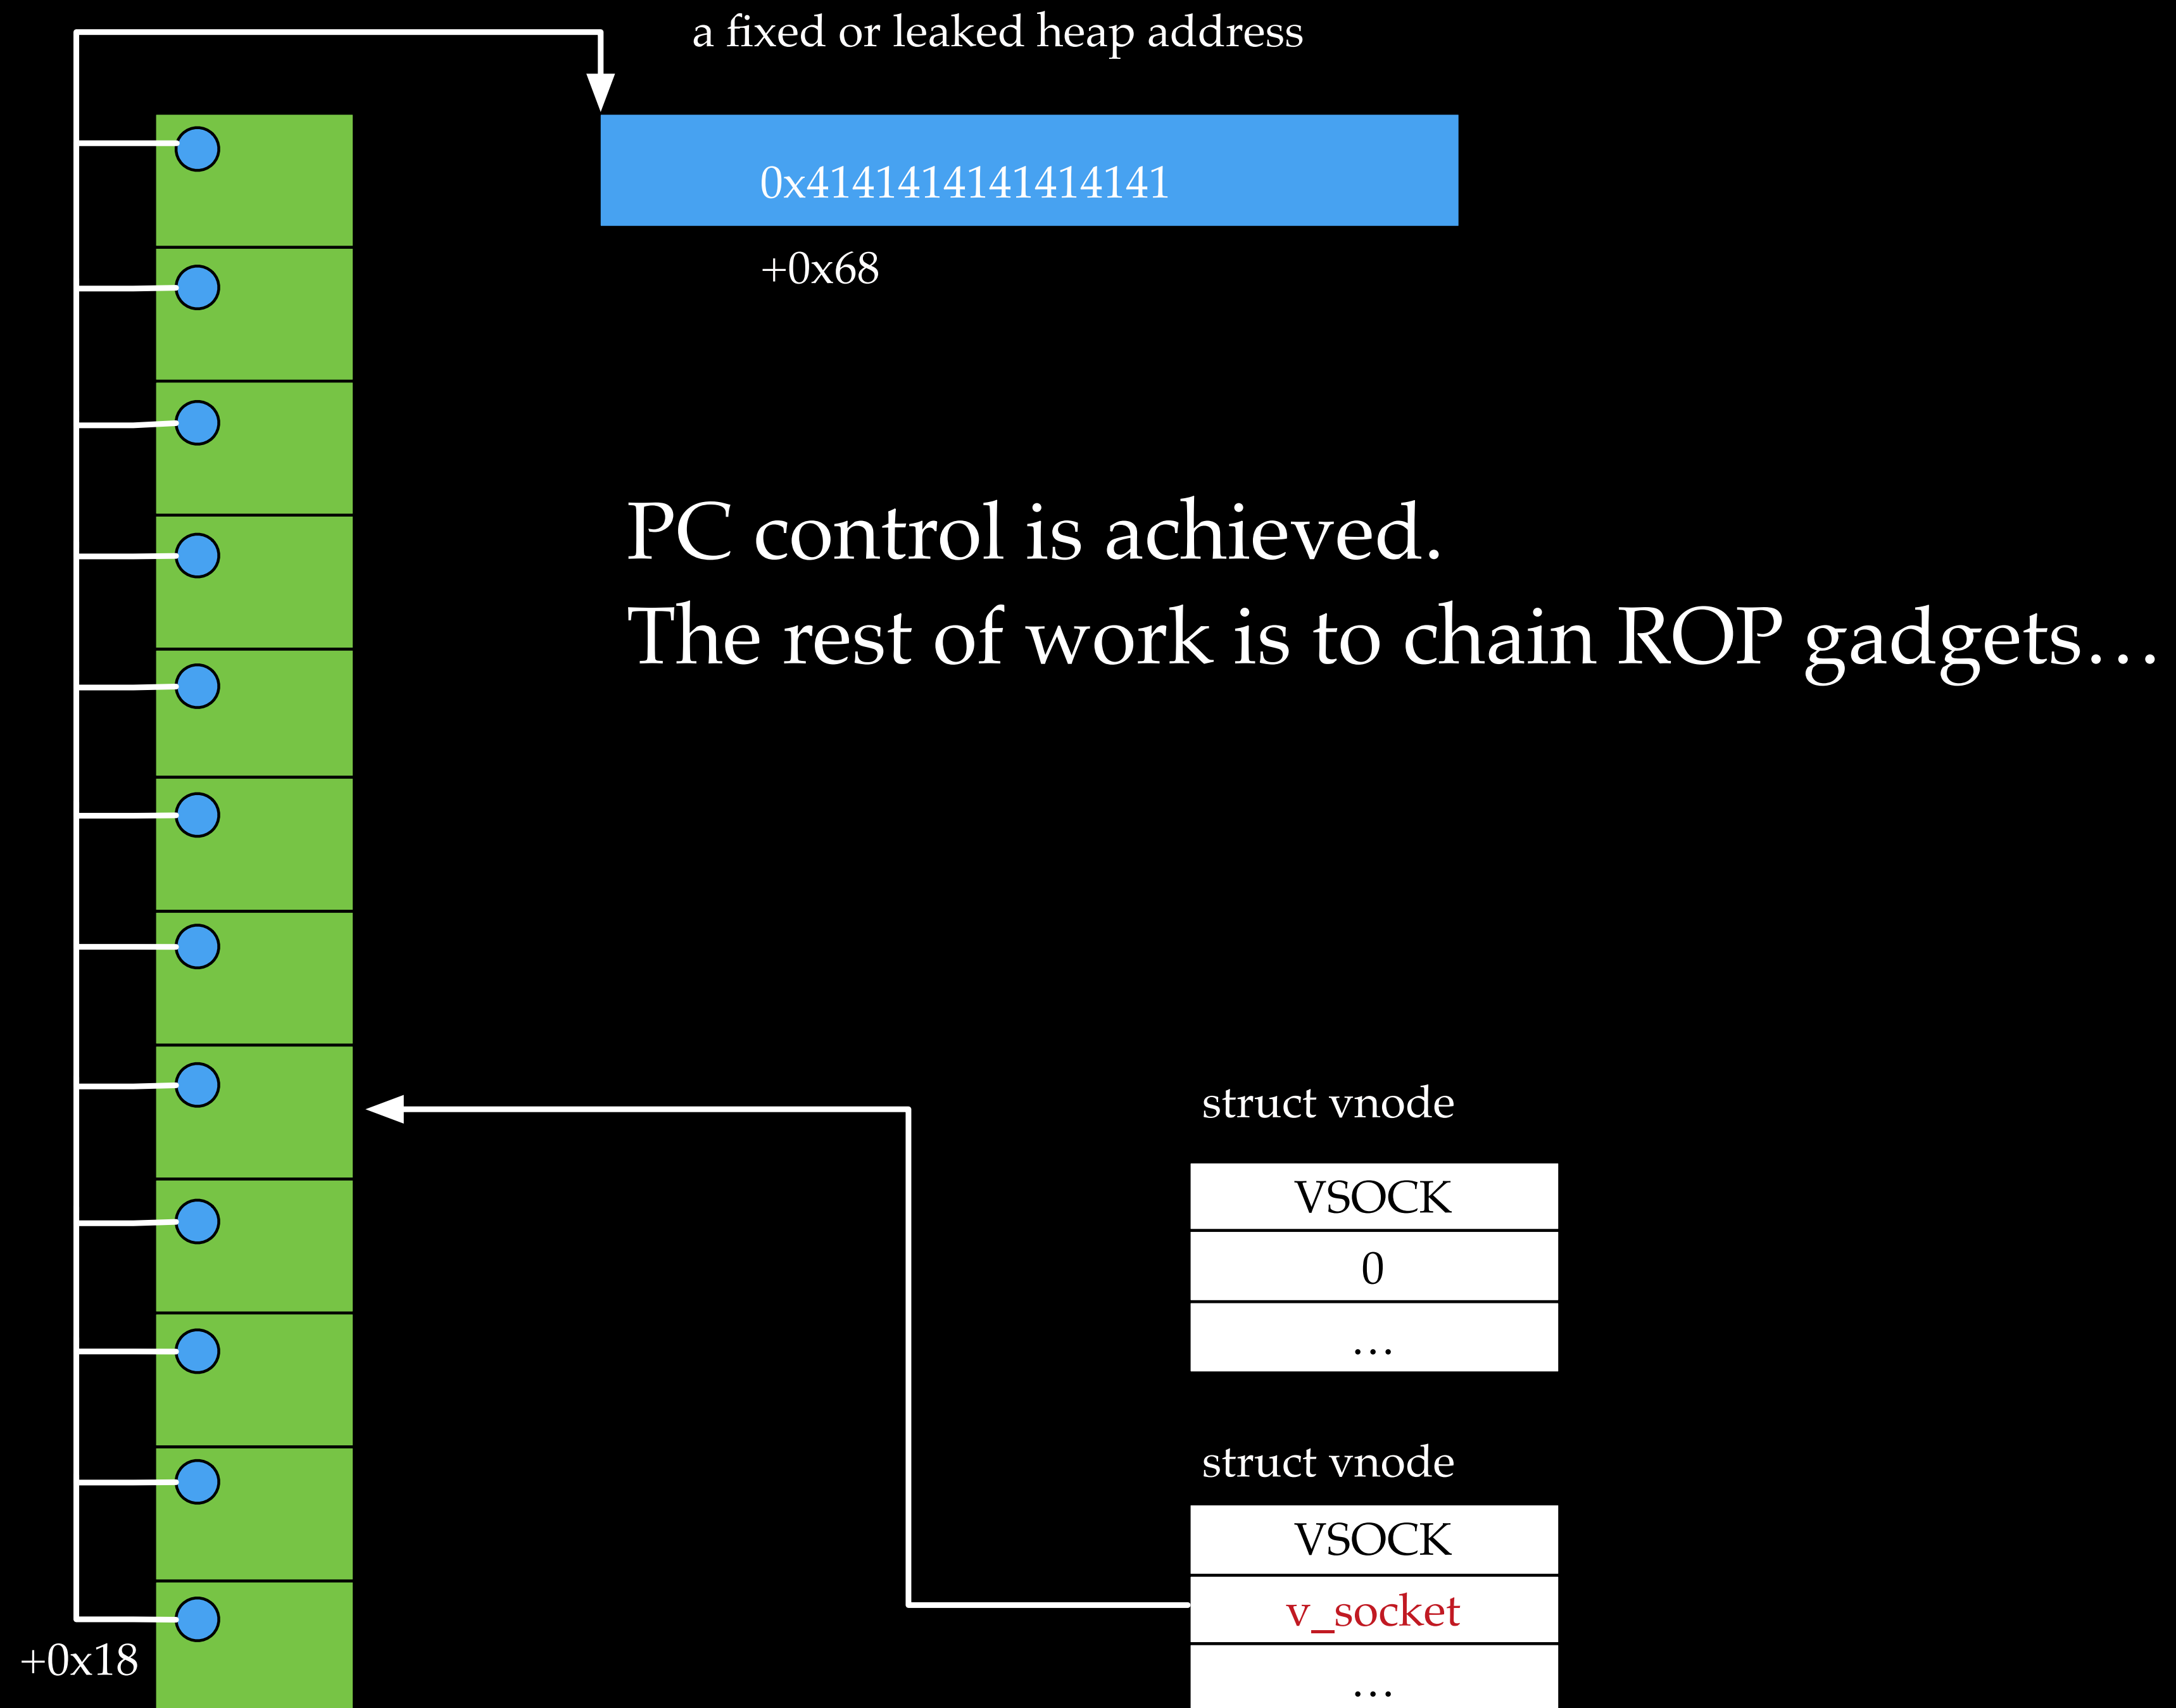 a fixed or leaked heap address
0x4141414141414141
+0x68
PC control is achieved.
The rest of work is to chain ROP gadgets...
struct vnode
VSOCK
0
...
struct vnode
VSOCK
v_socket
+0x18
...